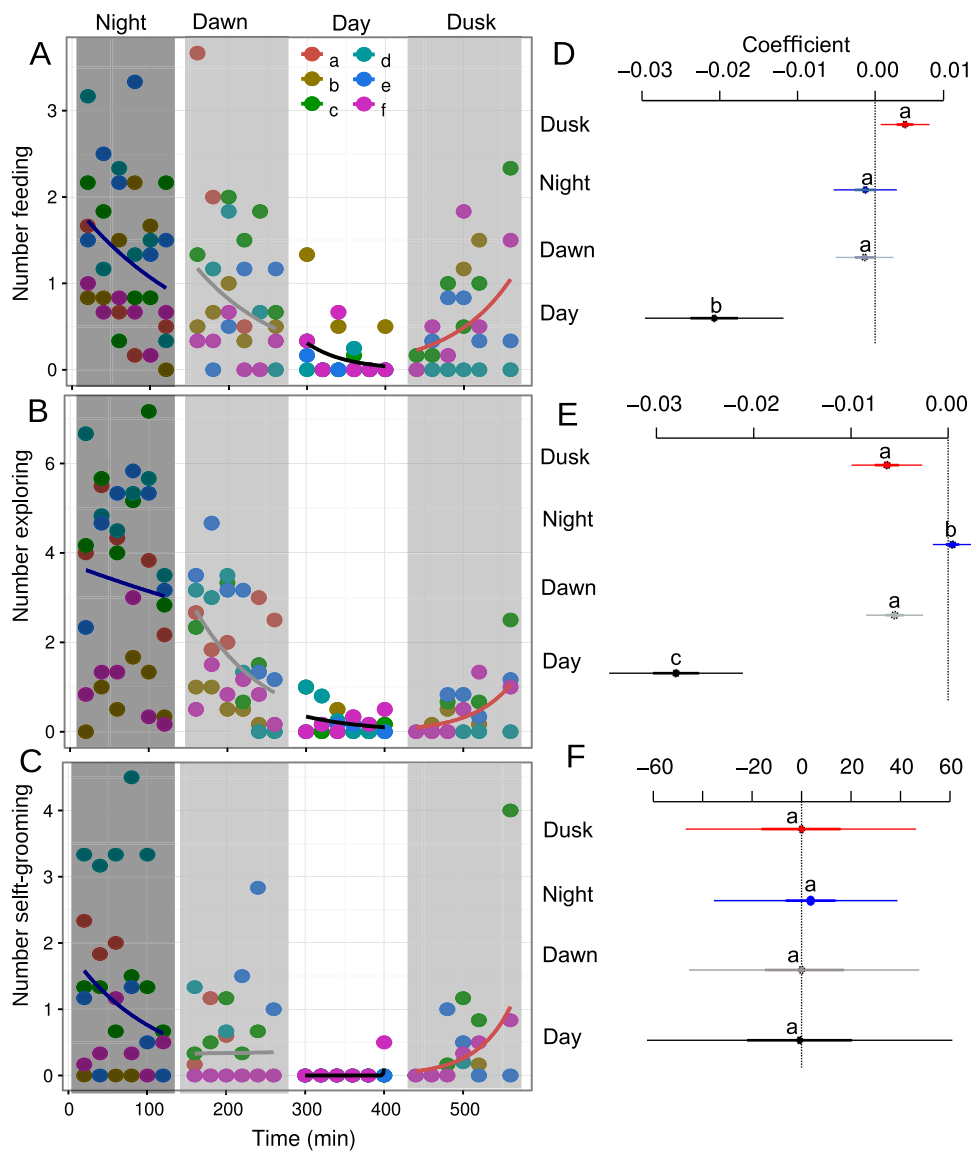 Night Dawn Day Dusk
A
a d
b e
c f
3
2
1
0
Number feeding
B
6
4
2
0
Number exploring
C
4
3
2
1
0
Number selft-grooming
0 100 200 300 400 500
Time (min)
D
Coefficient
−0.03 −0.02 −0.01 0.00 0.01
Dusk a
Night a
Dawn a
Day b
E
−0.03 −0.02 −0.01 0.00
Dusk a
Night b
Dawn a
Day c
F
−60 −20 0 20 40 60
Dusk a
Night a
Dawn a
Day a